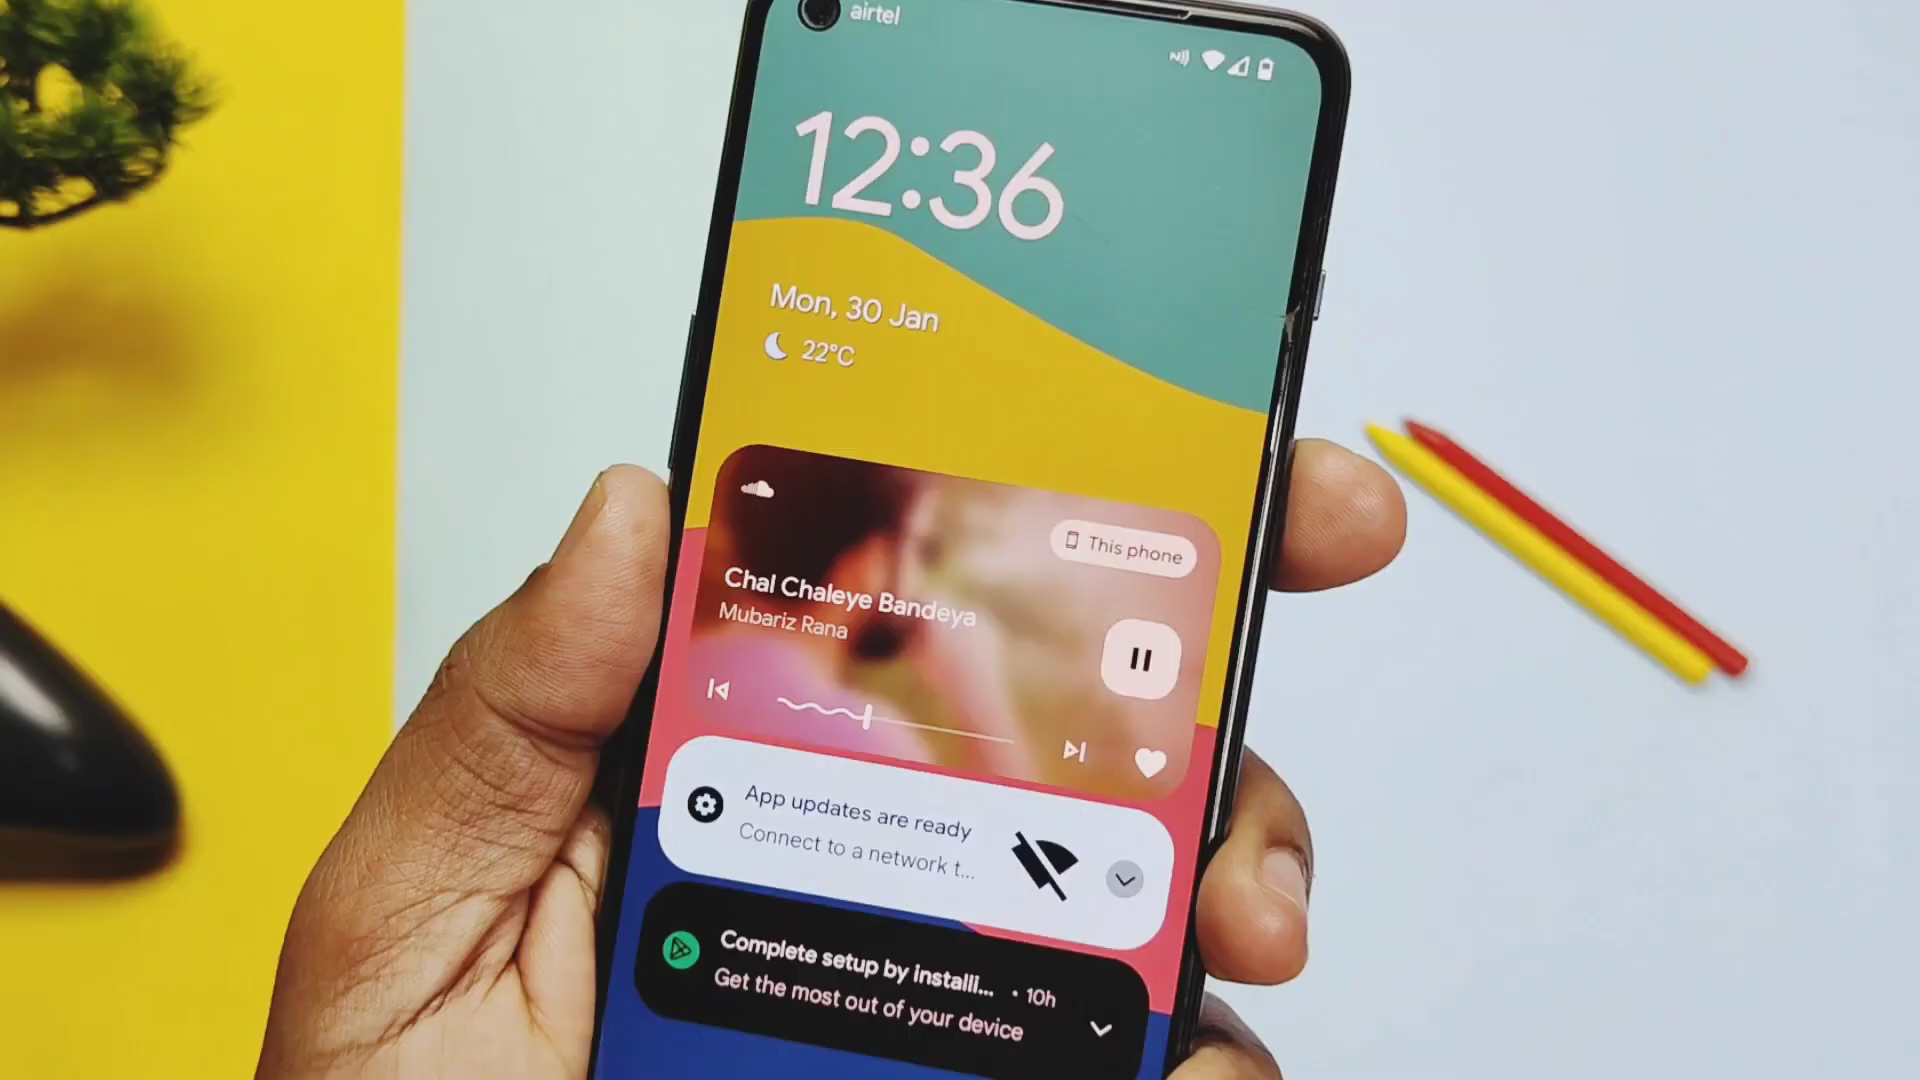 airtel
12:36
Mon, 30 Jan
22°C
This phone
Chal Chaleye Bandeya
Mubariz Rana
App updates are ready
Connect to a network t...
Complete setup by installi... • 10h
Get the most out of your device